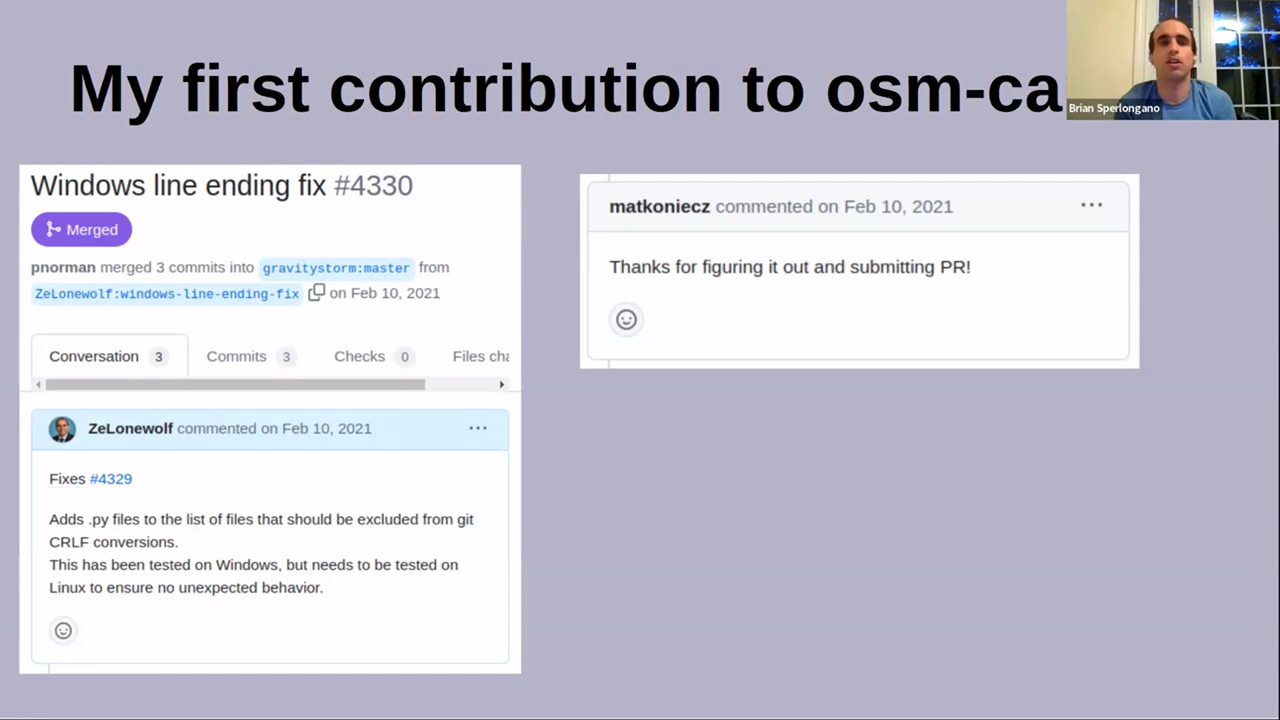 My first contribution to osm-ca
Brian Sperlongano
Windows line ending fix #4330
Merged
pnorman merged 3 commits into gravitystorm:master from
ZeLonewolf:windows-line-ending-fix on Feb 10, 2021
Conversation 3 Commits 3 Checks 0 Files cha
ZeLonewolf commented on Feb 10, 2021 ...
Fixes #4329
Adds .py files to the list of files that should be excluded from git
CRLF conversions.
This has been tested on Windows, but needs to be tested on
Linux to ensure no unexpected behavior.
matkoniecz commented on Feb 10, 2021 ...
Thanks for figuring it out and submitting PR!